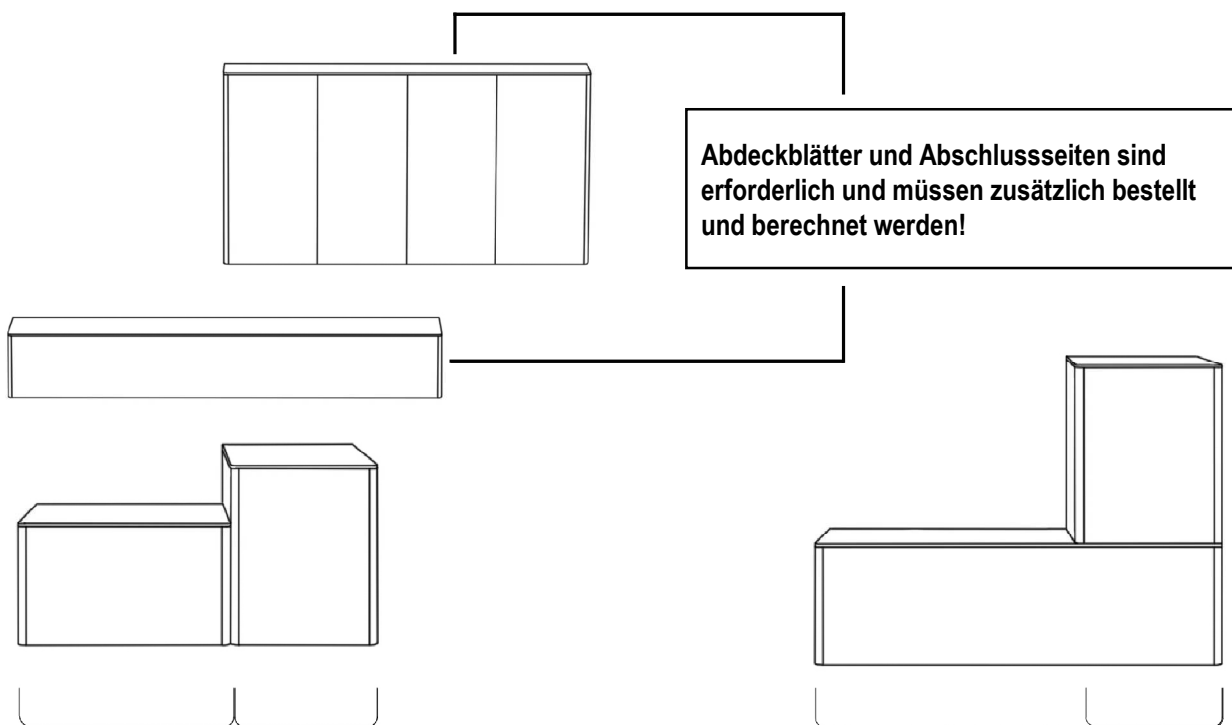 Abdeckblätter und Abschlussseiten sind
erforderlich und müssen zusätzlich bestellt
und berechnet werden!